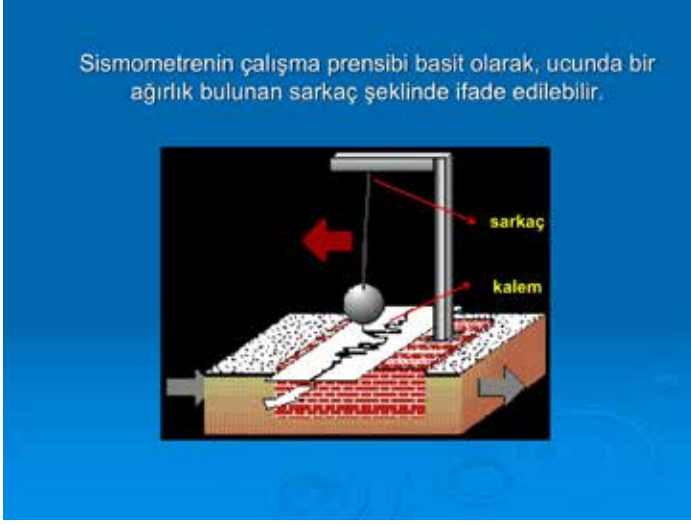 Sismometrenin çalışma prensibi basit olarak, ucunda bir
ağırlık bulunan sarkaç şeklinde ifade edilebilir.
sarkaç
kalem